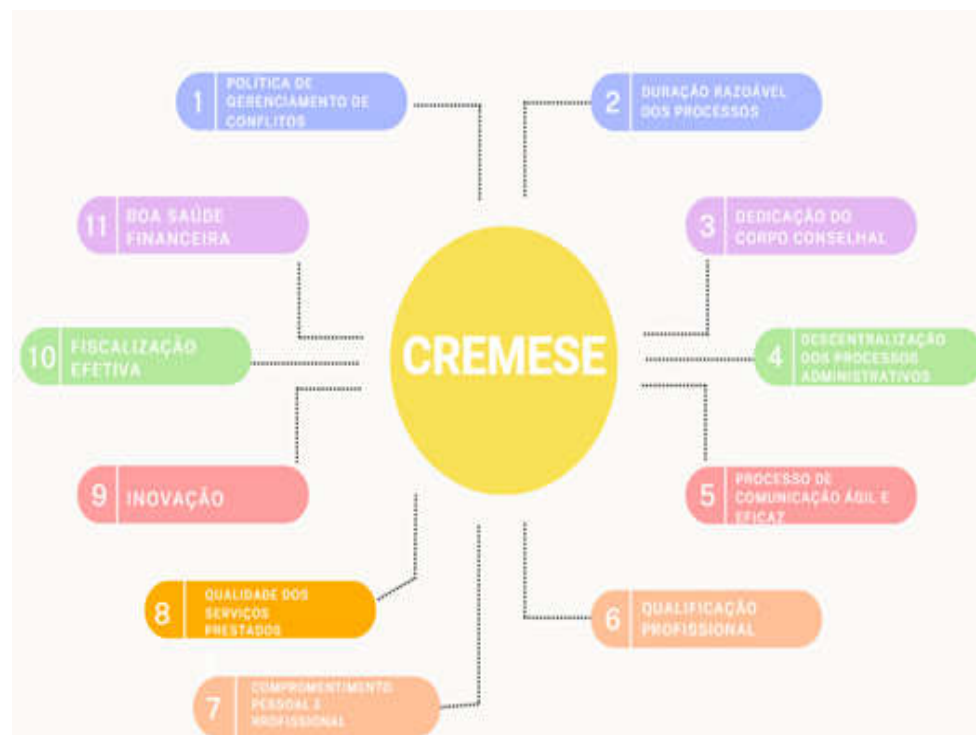 1
POLÍTICA DE
GERENCIAMENTO DE
CONFLITOS
2
DURAÇÃO RAZOÁVEL
DOS PROCESSOS
11
BOA SAÚDE
FINANCEIRA
3
DEDICAÇÃO DO
CORPO CONSELHAL
CREMESE
10
FISCALIZAÇÃO
EFETIVA
4
DESCENTRALIZAÇÃO
DOS PROCESSOS
ADMINISTRATIVOS
9
INOVAÇÃO
5
PROCESSO DE
COMUNICAÇÃO ÁGIL E
EFICAZ
8
QUALIDADE DOS
SERVIÇOS
PRESTADOS
6
QUALIFICAÇÃO
PROFISSIONAL
7
COMPROMENTIMENTO
PESSOAL E
PROFISSIONAL